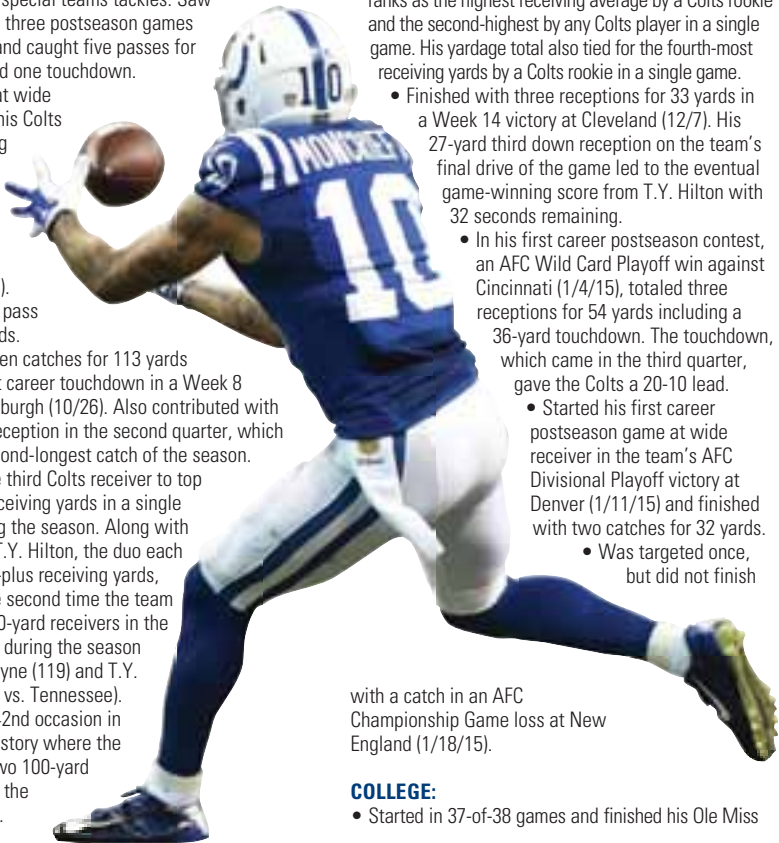 special teams tackles. Saw
three postseason games
and caught five passes for
d one touchdown.
at wide
his Colts
g
).
pass
ds.
en catches for 113 yards
t career touchdown in a Week 8
burgh (10/26). Also contributed with
eception in the second quarter, which
ond-longest catch of the season.
e third Colts receiver to top
ceiving yards in a single
g the season. Along with
T.Y. Hilton, the duo each
-plus receiving yards,
e second time the team
0-yard receivers in the
during the season
yne (119) and T.Y.
vs. Tennessee).
2nd occasion in
story where the
wo 100-yard
the
.
10
MONCRIEF
10
ranks as the highest receiving average by a Colts rookie
and the second-highest by any Colts player in a single
game. His yardage total also tied for the fourth-most
receiving yards by a Colts rookie in a single game.
• Finished with three receptions for 33 yards in
a Week 14 victory at Cleveland (12/7). His
27-yard third down reception on the team's
final drive of the game led to the eventual
game-winning score from T.Y. Hilton with
32 seconds remaining.
• In his first career postseason contest,
an AFC Wild Card Playoff win against
Cincinnati (1/4/15), totaled three
receptions for 54 yards including a
36-yard touchdown. The touchdown,
which came in the third quarter,
gave the Colts a 20-10 lead.
• Started his first career
postseason game at wide
receiver in the team's AFC
Divisional Playoff victory at
Denver (1/11/15) and finished
with two catches for 32 yards.
• Was targeted once,
but did not finish
with a catch in an AFC
Championship Game loss at New
England (1/18/15).
COLLEGE:
• Started in 37-of-38 games and finished his Ole Miss